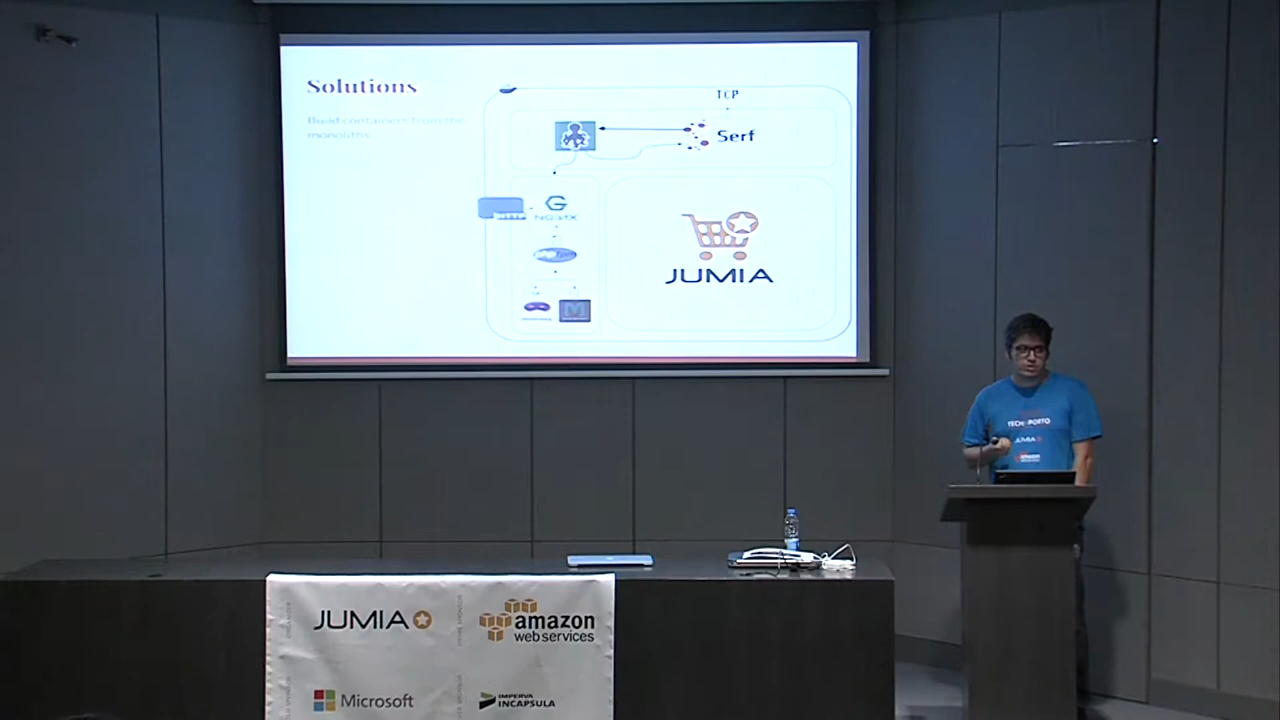 Solutions
Build containers from the
monoliths
TCP
Serf
HTTP
NGINX
JUMIA
TECH PORTO
JUMIA
JUMIA
amazon
web services
Microsoft
IMPERVA
INCAPSULA